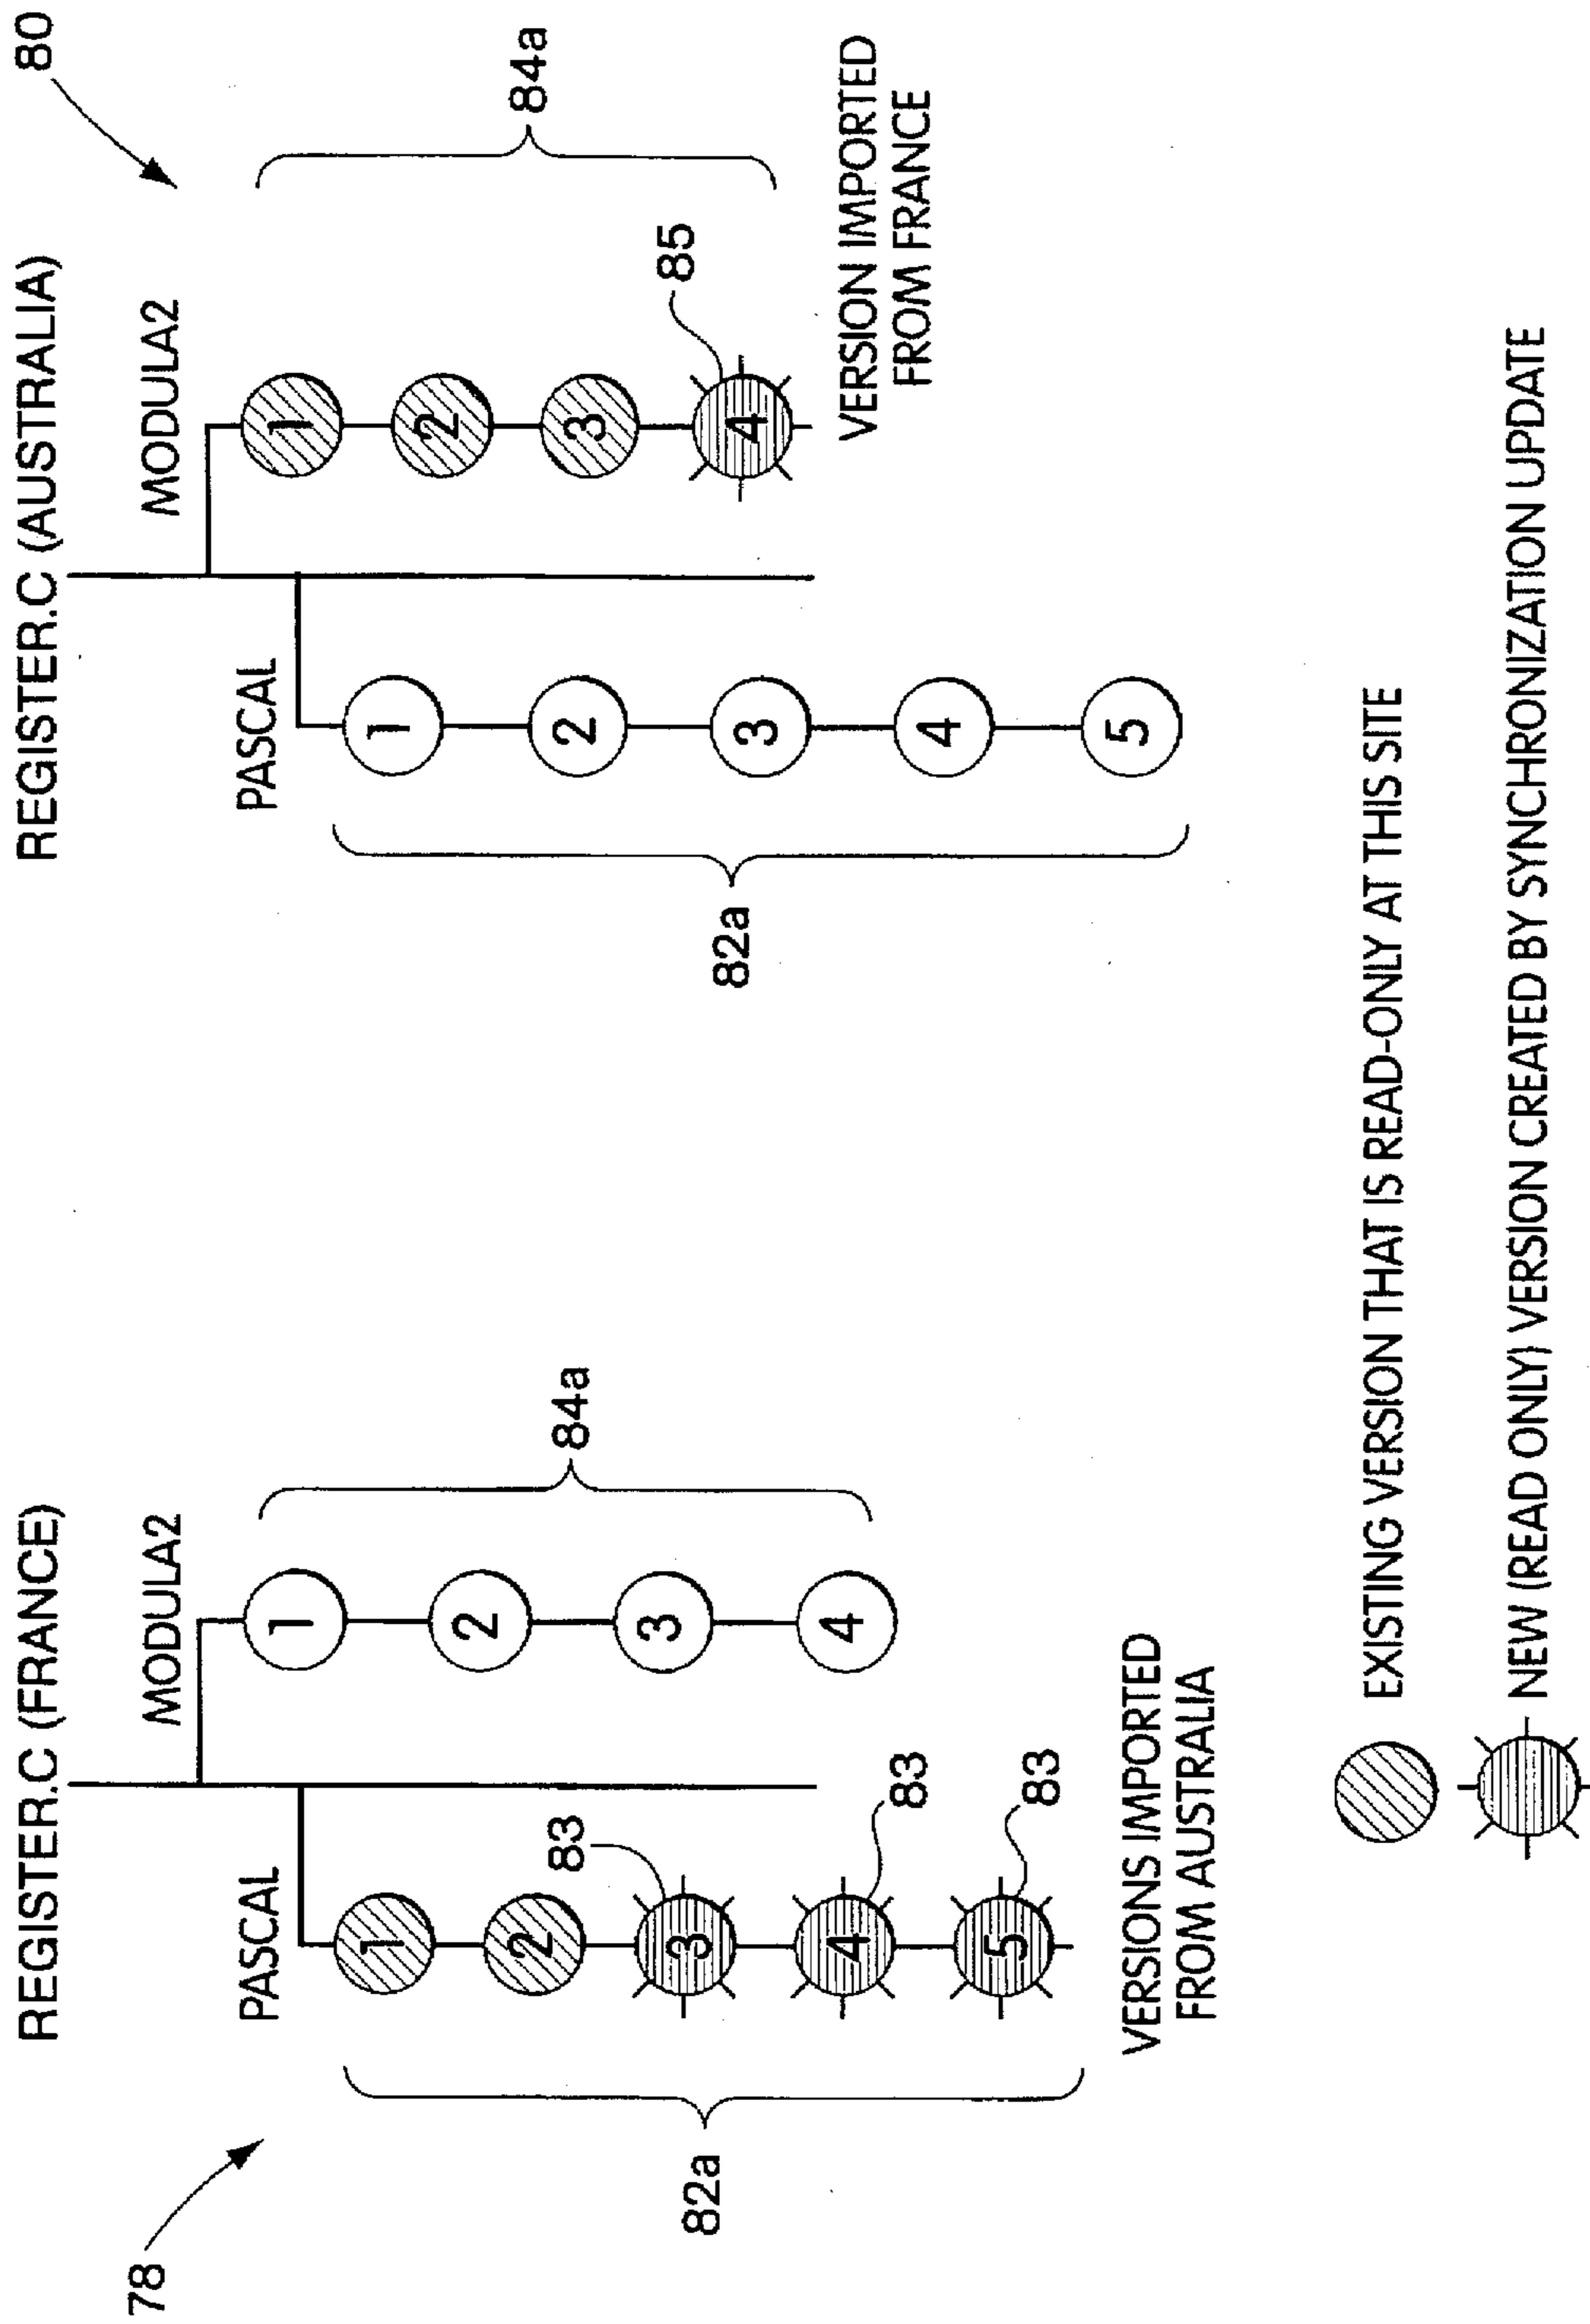 78
REGISTER.C (FRANCE)
PASCAL
MODULA2
1
2
3
4
5
82a
83
83
83
1
2
3
4
84a
VERSIONS IMPORTED
FROM AUSTRALIA
80
REGISTER.C (AUSTRALIA)
PASCAL
MODULA2
1
2
3
4
5
82a
1
2
3
4
84a
85
VERSION IMPORTED
FROM FRANCE
EXISTING VERSION THAT IS READ-ONLY AT THIS SITE
NEW (READ ONLY) VERSION CREATED BY SYNCHRONIZATION UPDATE